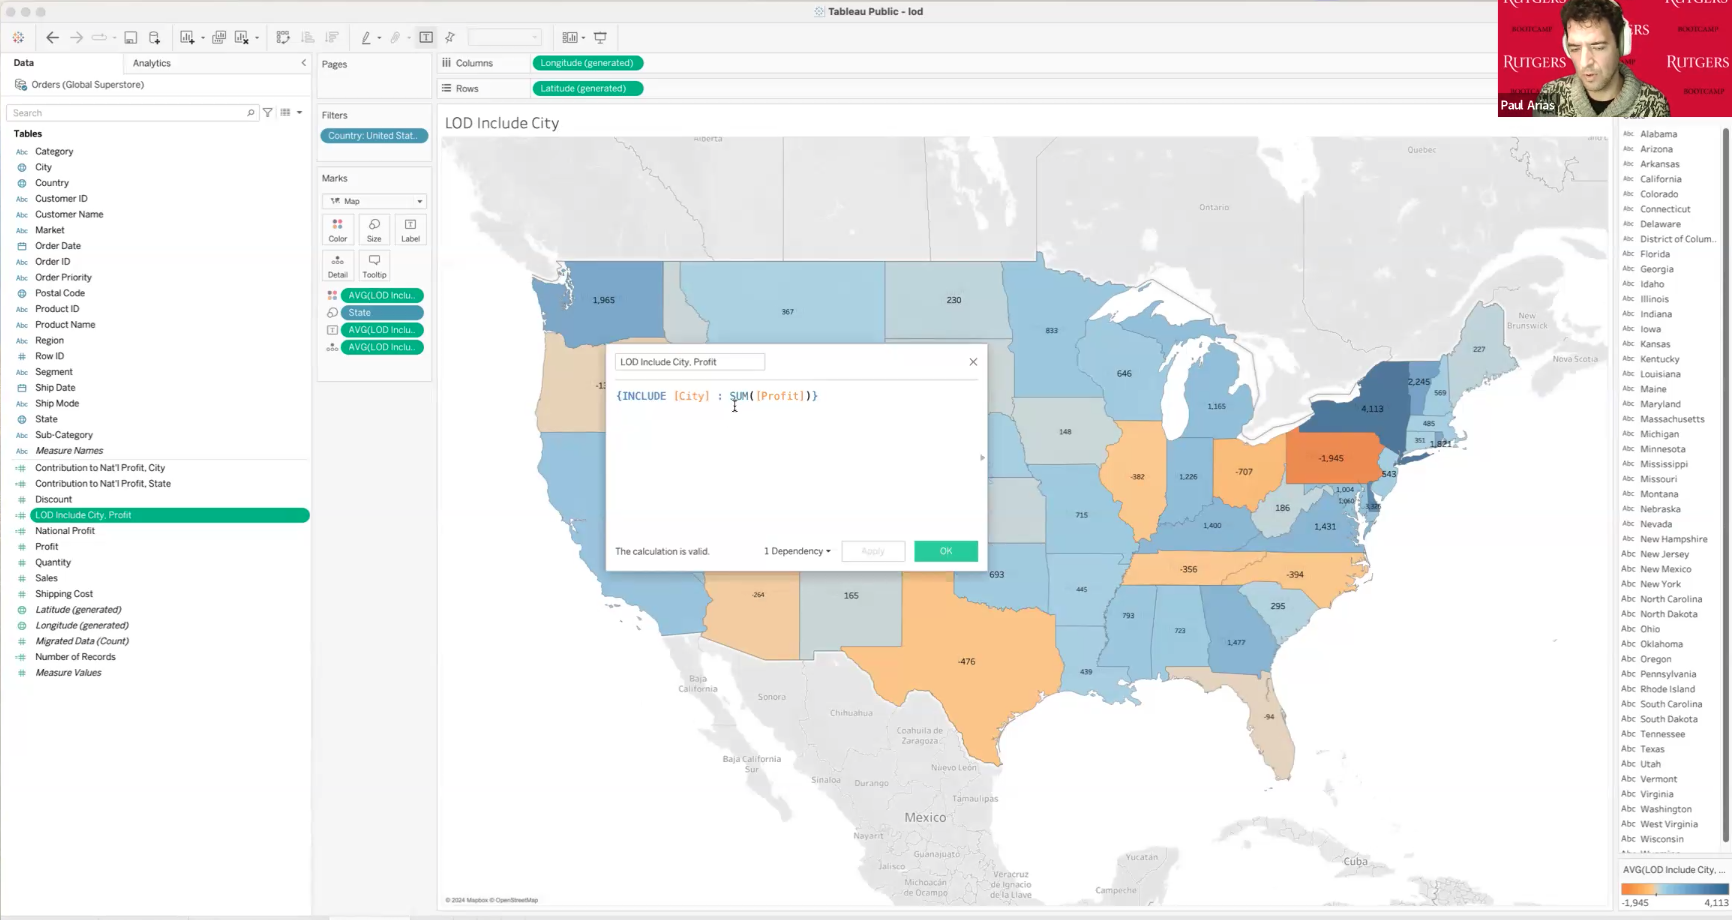 Tableau Public - lod
Data
Analytics
Orders (Global Superstore)
Search
Tables
Abc Category
City
Country
Abc Customer ID
Abc Customer Name
Abc Market
Order Date
Abc Order ID
Abc Order Priority
Postal Code
Abc Product ID
Abc Product Name
Abc Region
# Row ID
Abc Segment
Ship Date
Abc Ship Mode
State
Abc Sub-Category
Abc Measure Names
Contribution to Nat'l Profit, City
Contribution to Nat'l Profit, State
# Discount
LOD Include City, Profit
National Profit
# Profit
# Quantity
# Sales
# Shipping Cost
Latitude (generated)
Longitude (generated)
Migrated Data (Count)
Number of Records
# Measure Values
Pages
Filters
Country: United Stat..
Marks
Map
Color
Size
Label
Detail
Tooltip
AVG(LOD Inclu..
State
AVG(LOD Inclu..
AVG(LOD Inclu..
Columns
Longitude (generated)
Rows
Latitude (generated)
LOD Include City
Alberta
Quebec
Ontario
New Brunswick
Nova Scotia
1,965
367
230
833
227
646
1,165
2,245
569
4,113
485
351
1,821
148
-382
1,226
-707
-1,945
543
1,004
186
715
1,400
1,431
-356
-394
693
445
-264
165
295
793
723
1,477
-476
439
-94
LOD Include City, Profit
{INCLUDE [City] : SUM([Profit])}
The calculation is valid.
1 Dependency
Apply
OK
Baja California
Sonora
Chihuahua
Coahuila de Zaragoza
Baja California Sur
Nuevo León
Sinaloa
Durango
Tamaulipas
Mexico
Nayarit
Guanajuato
Jalisco
Michoacán de Ocampo
Veracruz de Ignacio de la Llave
Yucatán
Campeche
Cuba
© 2024 Mapbox © OpenStreetMap
RUTGERS
BOOTCAMP
RUTGERS
BOOTCAMP
Paul Arias
Abc Alabama
Abc Arizona
Abc Arkansas
Abc California
Abc Colorado
Abc Connecticut
Abc Delaware
Abc District of Colum..
Abc Florida
Abc Georgia
Abc Idaho
Abc Illinois
Abc Indiana
Abc Iowa
Abc Kansas
Abc Kentucky
Abc Louisiana
Abc Maine
Abc Maryland
Abc Massachusetts
Abc Michigan
Abc Minnesota
Abc Mississippi
Abc Missouri
Abc Montana
Abc Nebraska
Abc Nevada
Abc New Hampshire
Abc New Jersey
Abc New Mexico
Abc New York
Abc North Carolina
Abc North Dakota
Abc Ohio
Abc Oklahoma
Abc Oregon
Abc Pennsylvania
Abc Rhode Island
Abc South Carolina
Abc South Dakota
Abc Tennessee
Abc Texas
Abc Utah
Abc Vermont
Abc Virginia
Abc Washington
Abc West Virginia
Abc Wisconsin
AVG(LOD Include City, ...
-1,945
4,113